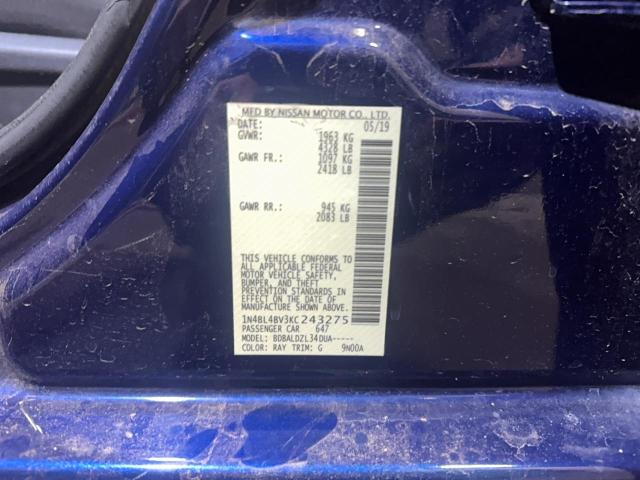 MFD BY NISSAN MOTOR CO., LTD.
DATE: 05/19
GVWR: 1963 KG
4328 LB
GAWR FR.: 1097 KG
2418 LB
GAWR RR.: 945 KG
2083 LB
THIS VEHICLE CONFORMS TO
ALL APPLICABLE FEDERAL
MOTOR VEHICLE SAFETY,
BUMPER, AND THEFT
PREVENTION STANDARDS IN
EFFECT ON THE DATE OF
MANUFACTURE SHOWN
ABOVE.
1N4BL4BV3KC243275
PASSENGER CAR 647
MODEL: BDBALDZL34DUA-----
COLOR: RAY TRIM: G 9N00A